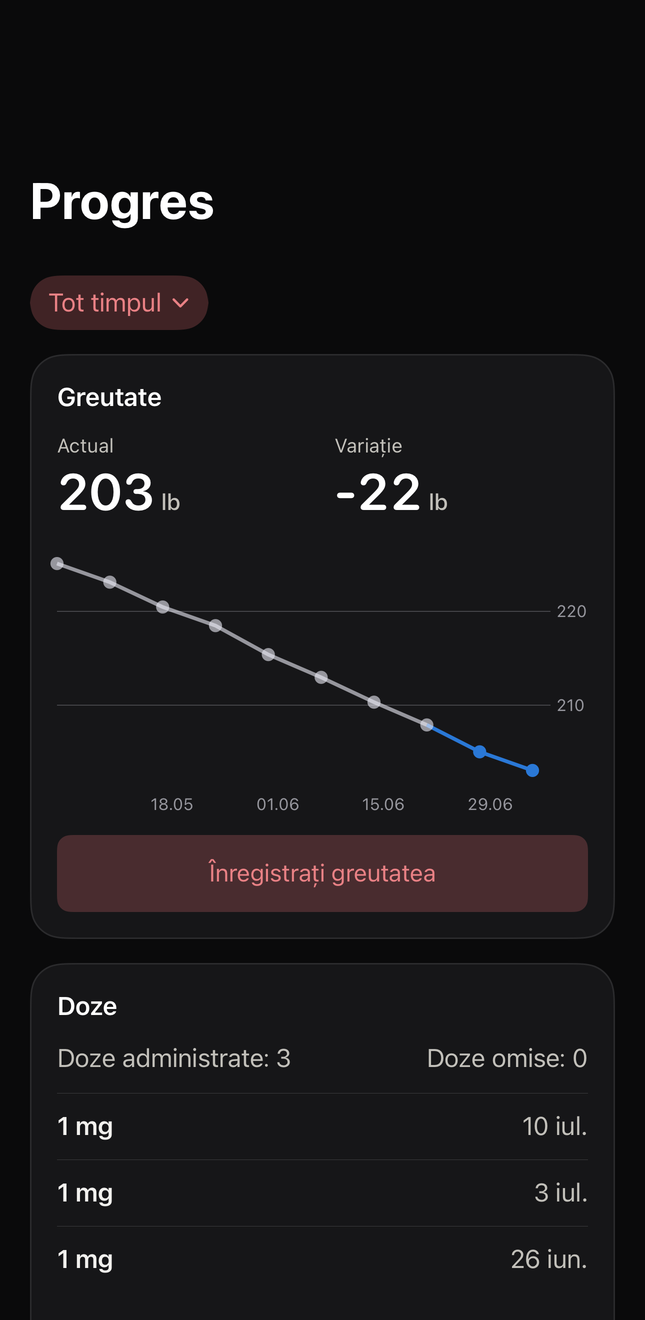 Progres
Tot timpul
Greutate
Actual
Variație
203 lb
-22 lb
220
210
18.05
01.06
15.06
29.06
Înregistrați greutatea
Doze
Doze administrate: 3
Doze omise: 0
1 mg
10 iul.
1 mg
3 iul.
1 mg
26 iun.